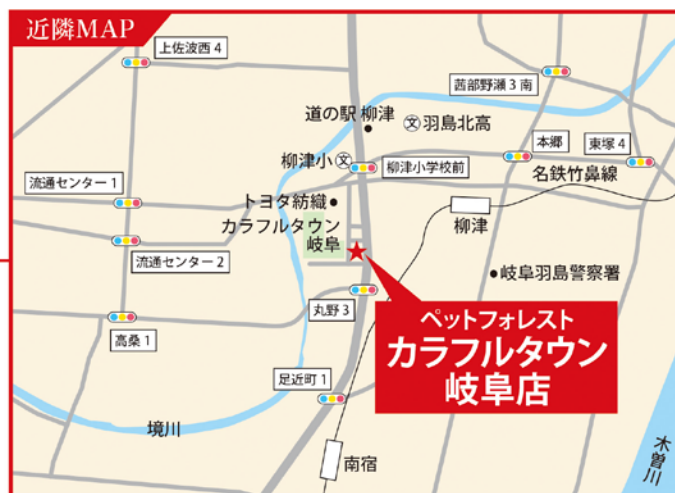 近隣MAP
上佐波西 4
茜部野瀬 3 南
道の駅 柳津
文 羽島北高
本郷
東塚 4
柳津小 文
柳津小学校前
名鉄竹鼻線
流通センター 1
トヨタ紡織
カラフルタウン
岐阜
柳津
流通センター 2
岐阜羽島警察署
丸野 3
ペットフォレスト
カラフルタウン
岐阜店
高桑 1
足近町 1
境川
南宿
木曽川